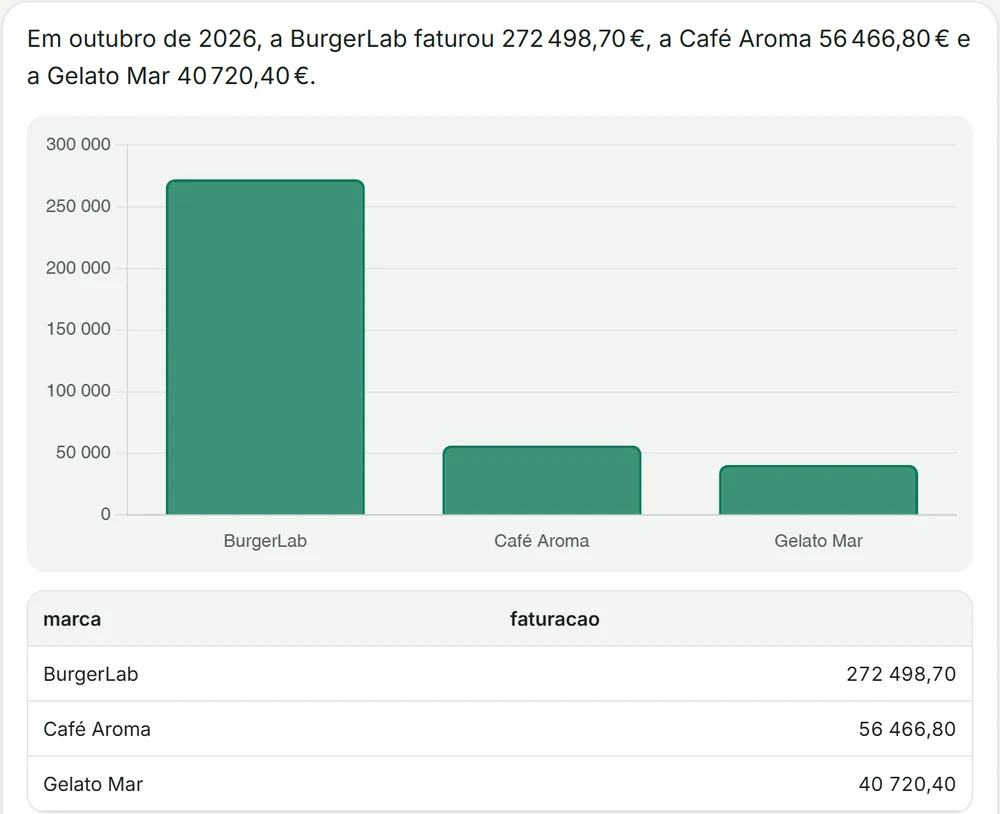 Em outubro de 2026, a BurgerLab faturou 272 498,70 €, a Café Aroma 56 466,80 € e
a Gelato Mar 40 720,40 €.
300 000
250 000
200 000
150 000
100 000
50 000
0
BurgerLab Café Aroma Gelato Mar
marca faturacao
BurgerLab 272 498,70
Café Aroma 56 466,80
Gelato Mar 40 720,40